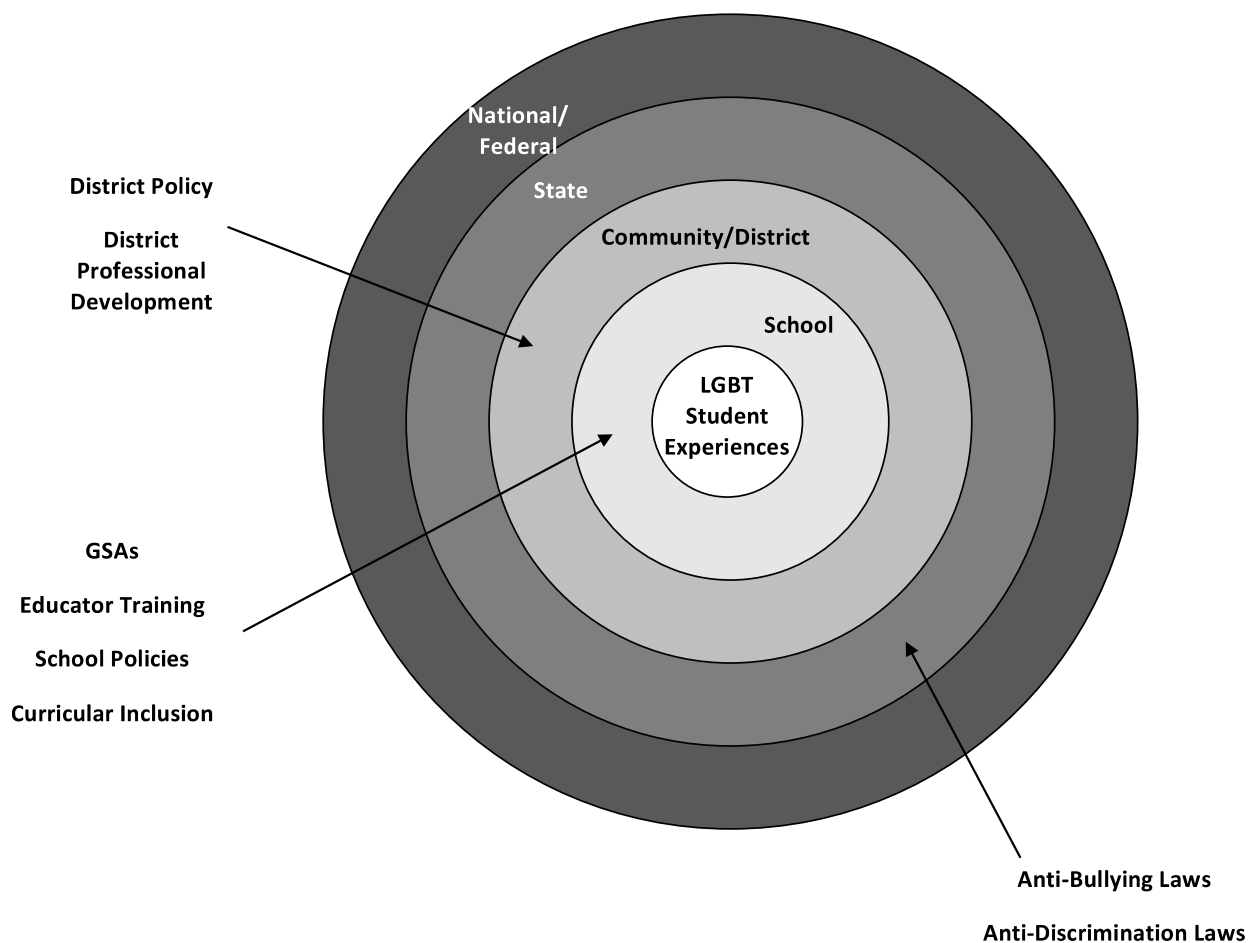 National/
Federal
State
Community/District
School
LGBT
Student
Experiences
District Policy
District
Professional
Development
GSAs
Educator Training
School Policies
Curricular Inclusion
Anti-Bullying Laws
Anti-Discrimination Laws